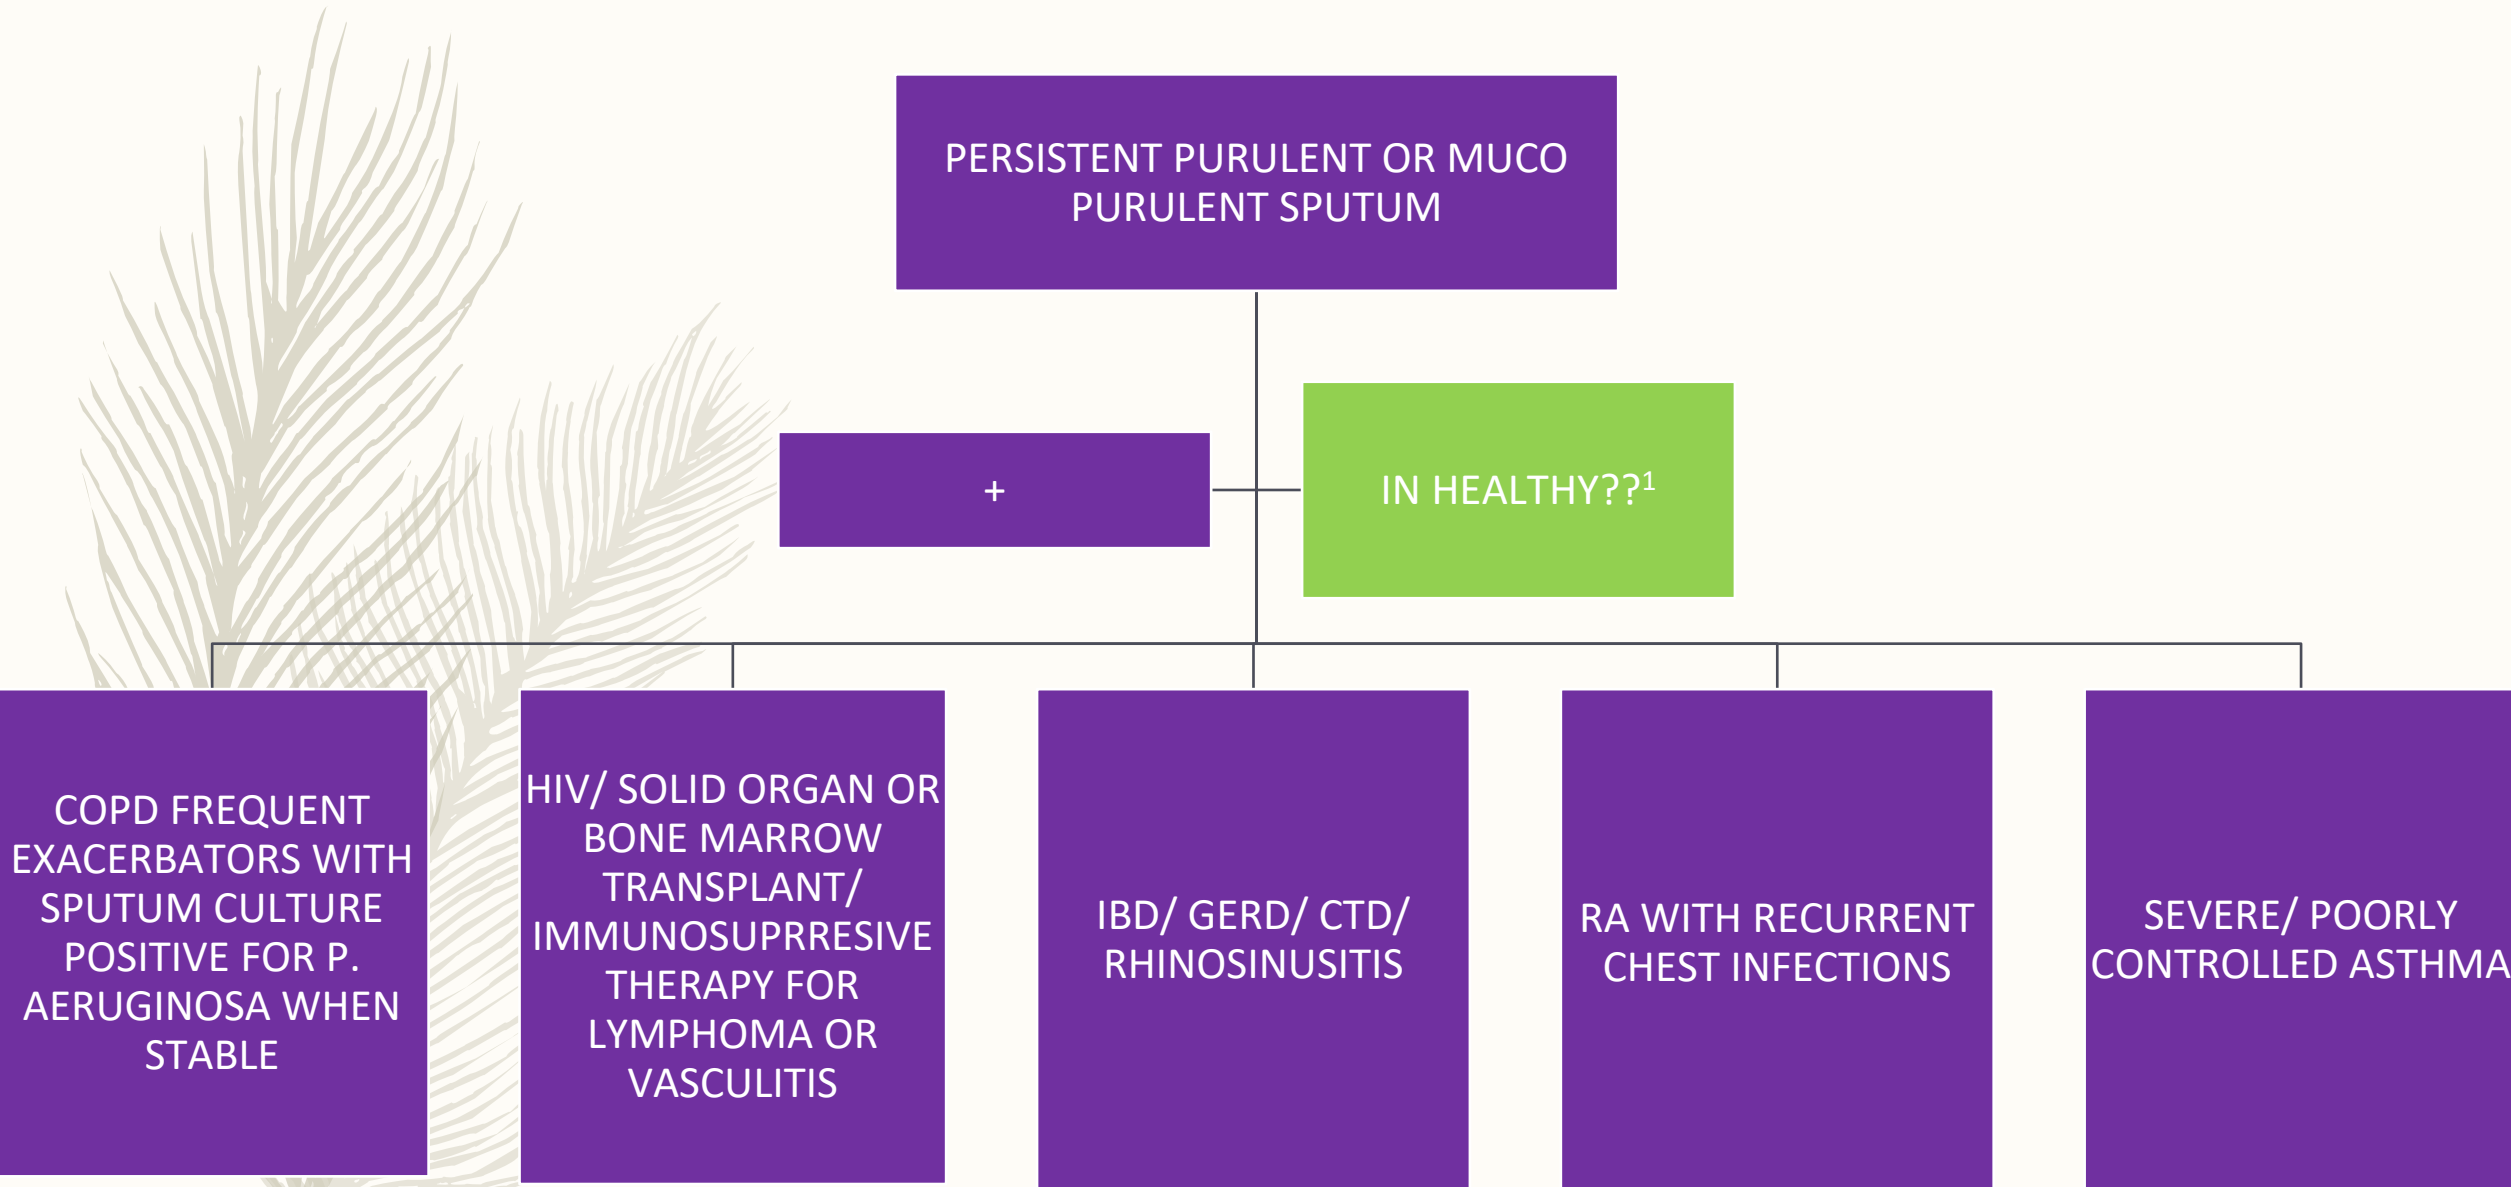 PERSISTENT PURULENT OR MUCO
PURULENT SPUTUM
+
IN HEALTHY??¹
COPD FREQUENT
EXACERBATORS WITH
SPUTUM CULTURE
POSITIVE FOR P.
AERUGINOSA WHEN
STABLE
HIV/ SOLID ORGAN OR
BONE MARROW
TRANSPLANT/
IMMUNOSUPRRESIVE
THERAPY FOR
LYMPHOMA OR
VASCULITIS
IBD/ GERD/ CTD/
RHINOSINUSITIS
RA WITH RECURRENT
CHEST INFECTIONS
SEVERE/ POORLY
CONTROLLED ASTHMA